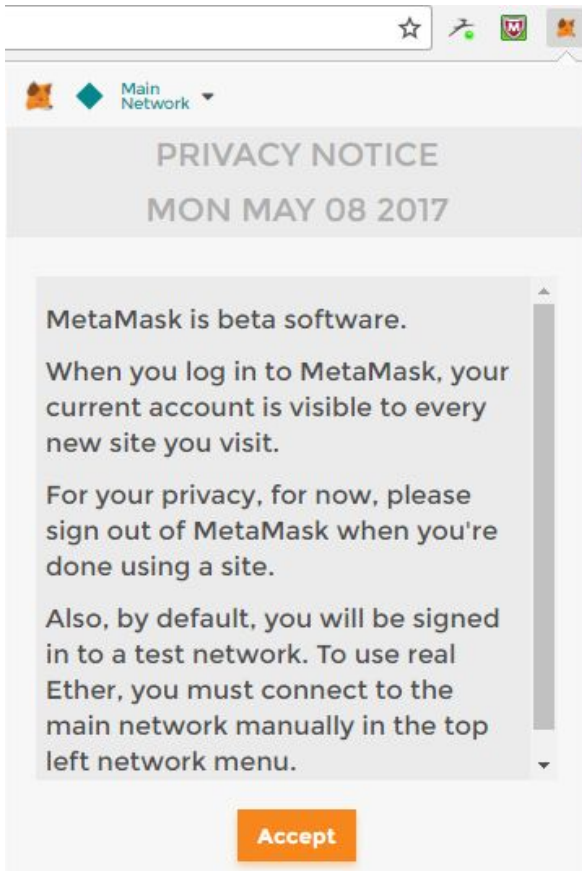 Main
Network
PRIVACY NOTICE
MON MAY 08 2017
MetaMask is beta software.
When you log in to MetaMask, your
current account is visible to every
new site you visit.
For your privacy, for now, please
sign out of MetaMask when you're
done using a site.
Also, by default, you will be signed
in to a test network. To use real
Ether, you must connect to the
main network manually in the top
left network menu.
Accept